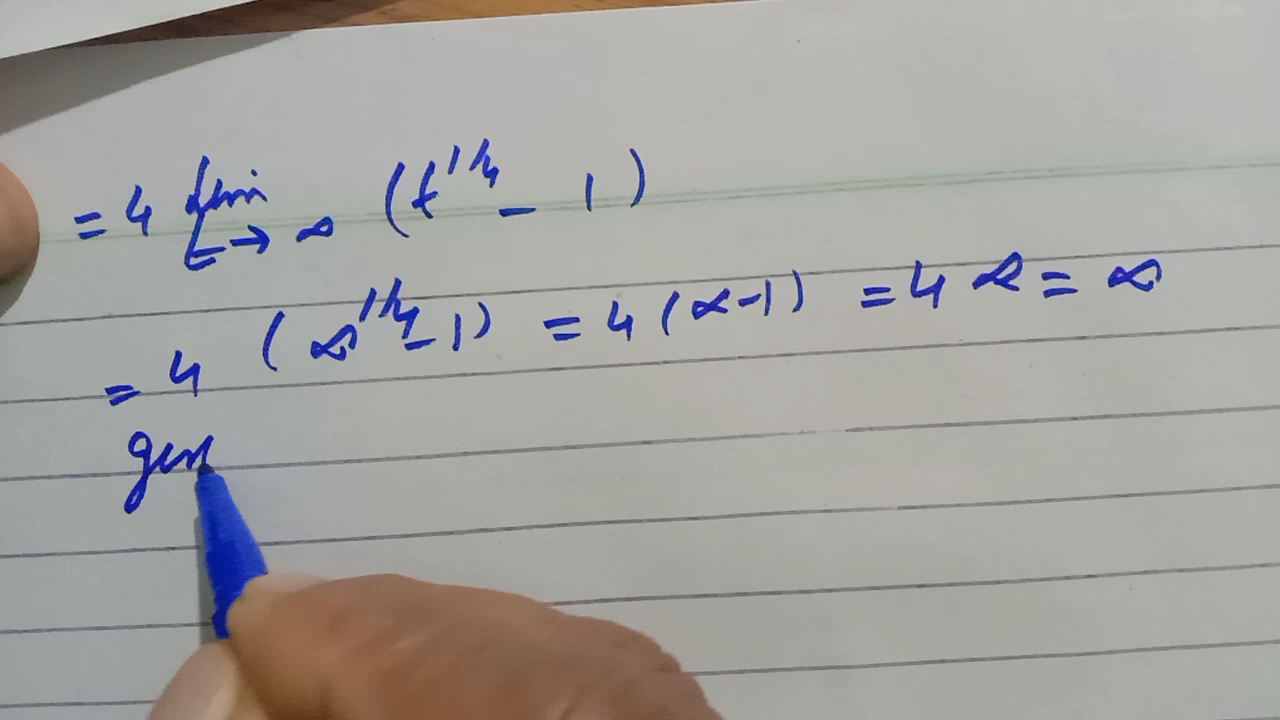 = 4 lim t→∞ (t^1/4 - 1)
= 4 (∞^1/4 - 1) = 4 (∞-1) = 4 ∞ = ∞